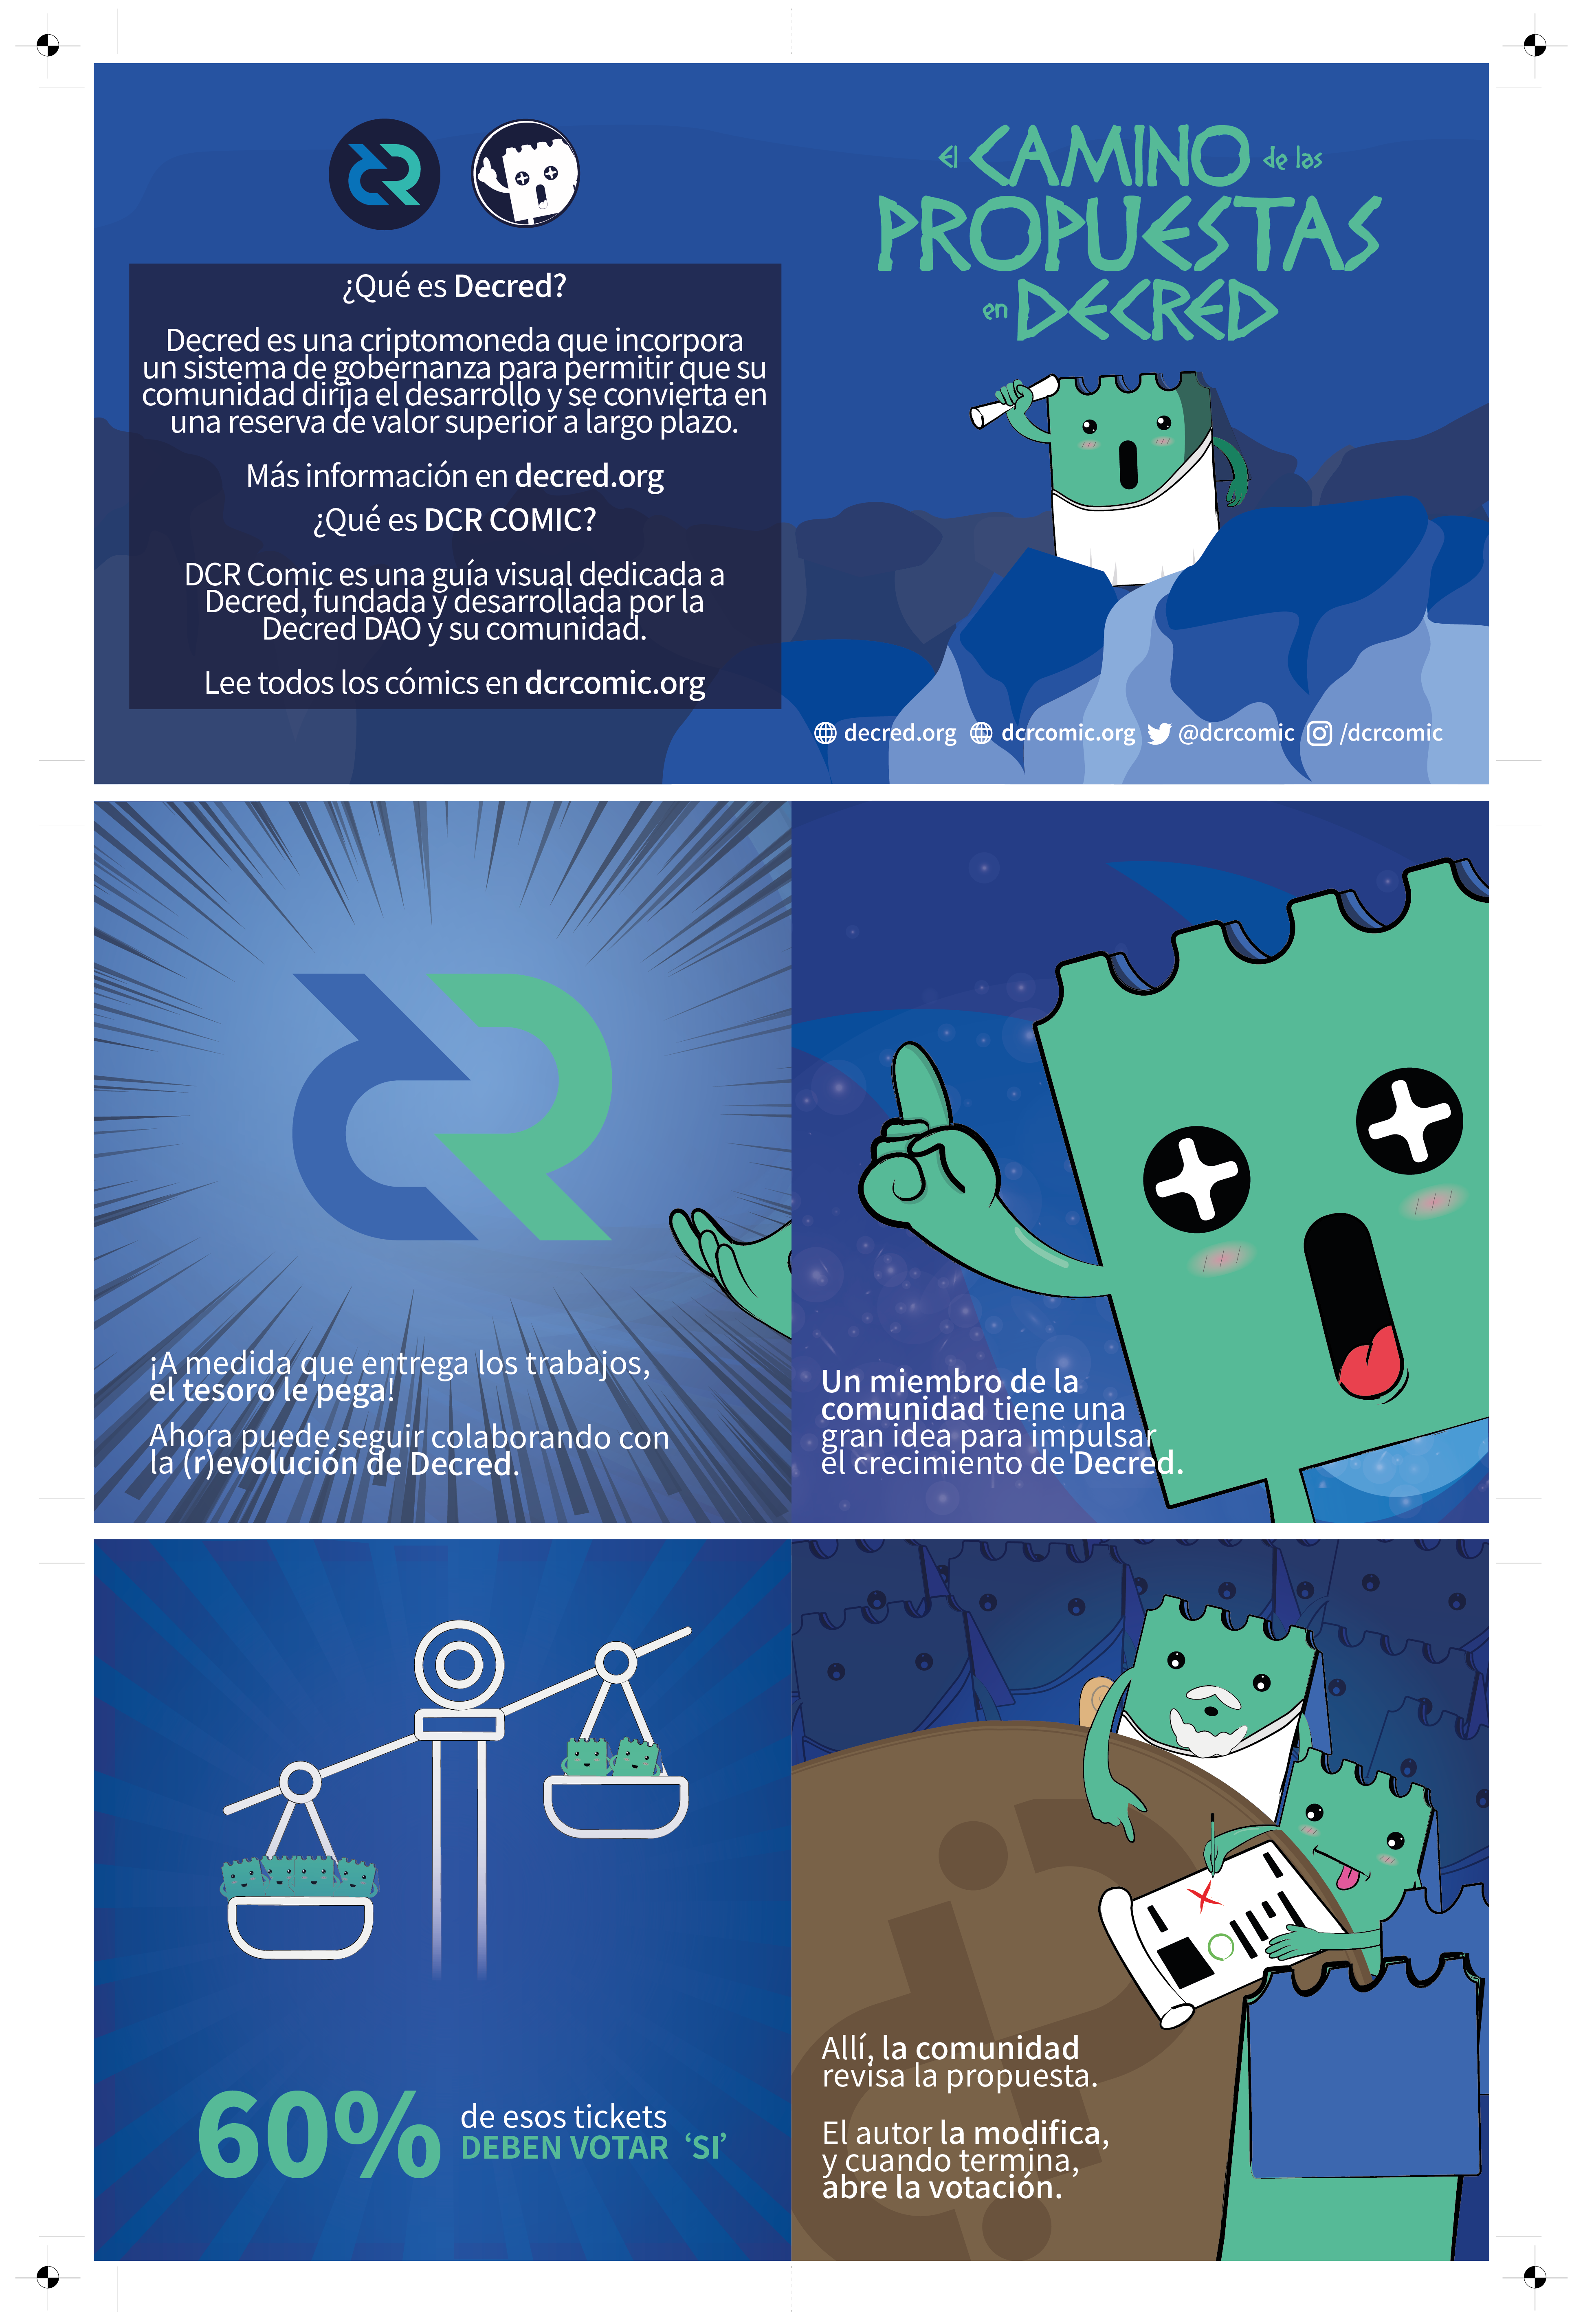 ¿Qué es Decred?
Decred es una criptomoneda que incorpora
un sistema de gobernanza para permitir que su
comunidad dirija el desarrollo y se convierta en
una reserva de valor superior a largo plazo.
Más información en decred.org
¿Qué es DCR COMIC?
DCR Comic es una guía visual dedicada a
Decred, fundada y desarrollada por la
Decred DAO y su comunidad.
Lee todos los cómics en dcrcomic.org
El CAMINO de las
PROPUESTAS
en DECRED
decred.org dcrcomic.org @dcrcomic /dcrcomic
¡A medida que entrega los trabajos,
el tesoro le pega!
Ahora puede seguir colaborando con
la (r)evolución de Decred.
Un miembro de la
comunidad tiene una
gran idea para impulsar
el crecimiento de Decred.
60% de esos tickets
DEBEN VOTAR ‘SI’
Allí, la comunidad
revisa la propuesta.
El autor la modifica,
y cuando termina,
abre la votación.